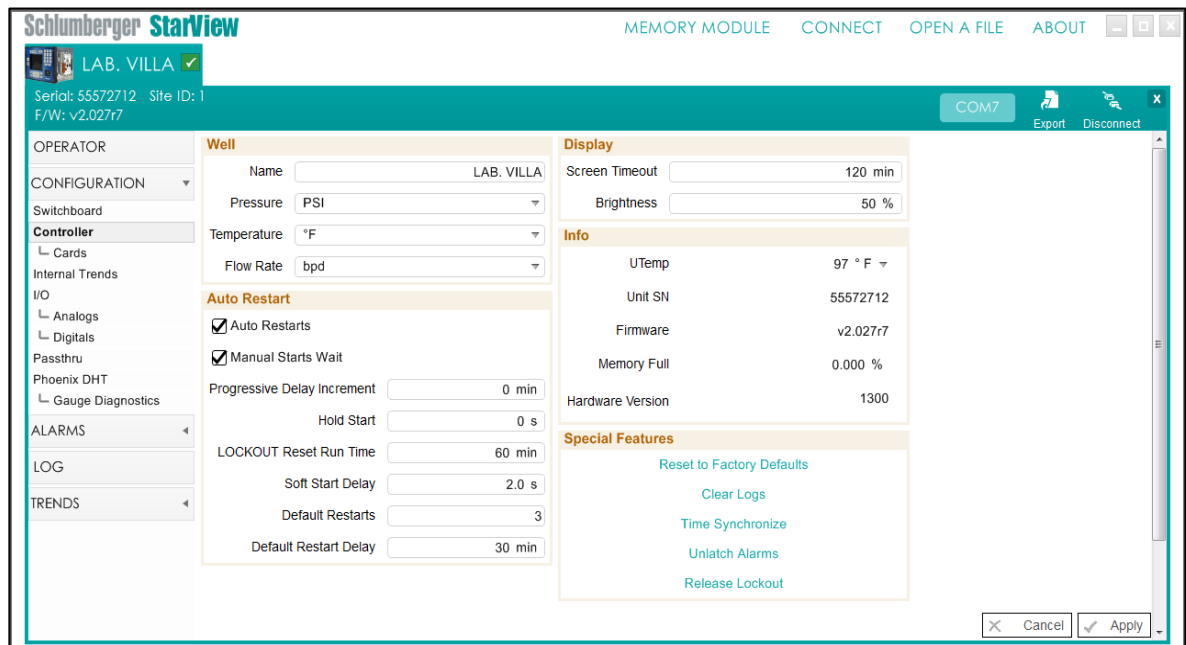 Schlumberger StarView
MEMORY MODULE CONNECT OPEN A FILE ABOUT
LAB. VILLA
Serial: 55572712 Site ID: 1
F/W: v2.027r7
COM7
Export Disconnect
OPERATOR
CONFIGURATION
Switchboard
Controller
Cards
Internal Trends
I/O
Analogs
Digitals
Passthru
Phoenix DHT
Gauge Diagnostics
ALARMS
LOG
TRENDS
Well
Name LAB. VILLA
Pressure PSI
Temperature °F
Flow Rate bpd
Auto Restart
Auto Restarts
Manual Starts Wait
Progressive Delay Increment 0 min
Hold Start 0 s
LOCKOUT Reset Run Time 60 min
Soft Start Delay 2.0 s
Default Restarts 3
Default Restart Delay 30 min
Display
Screen Timeout 120 min
Brightness 50 %
Info
UTemp 97 ° F
Unit SN 55572712
Firmware v2.027r7
Memory Full 0.000 %
Hardware Version 1300
Special Features
Reset to Factory Defaults
Clear Logs
Time Synchronize
Unlatch Alarms
Release Lockout
Cancel Apply